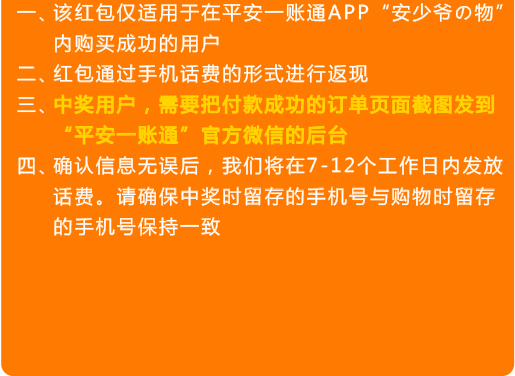 一、该红包仅适用于在平安一账通APP“安少爷の物”
内购买成功的用户
二、红包通过手机话费的形式进行返现
三、中奖用户，需要把付款成功的订单页面截图发到
“平安一账通”官方微信的后台
四、确认信息无误后，我们将在7-12个工作日内发放
话费。请确保中奖时留存的手机号与购物时留存
的手机号保持一致